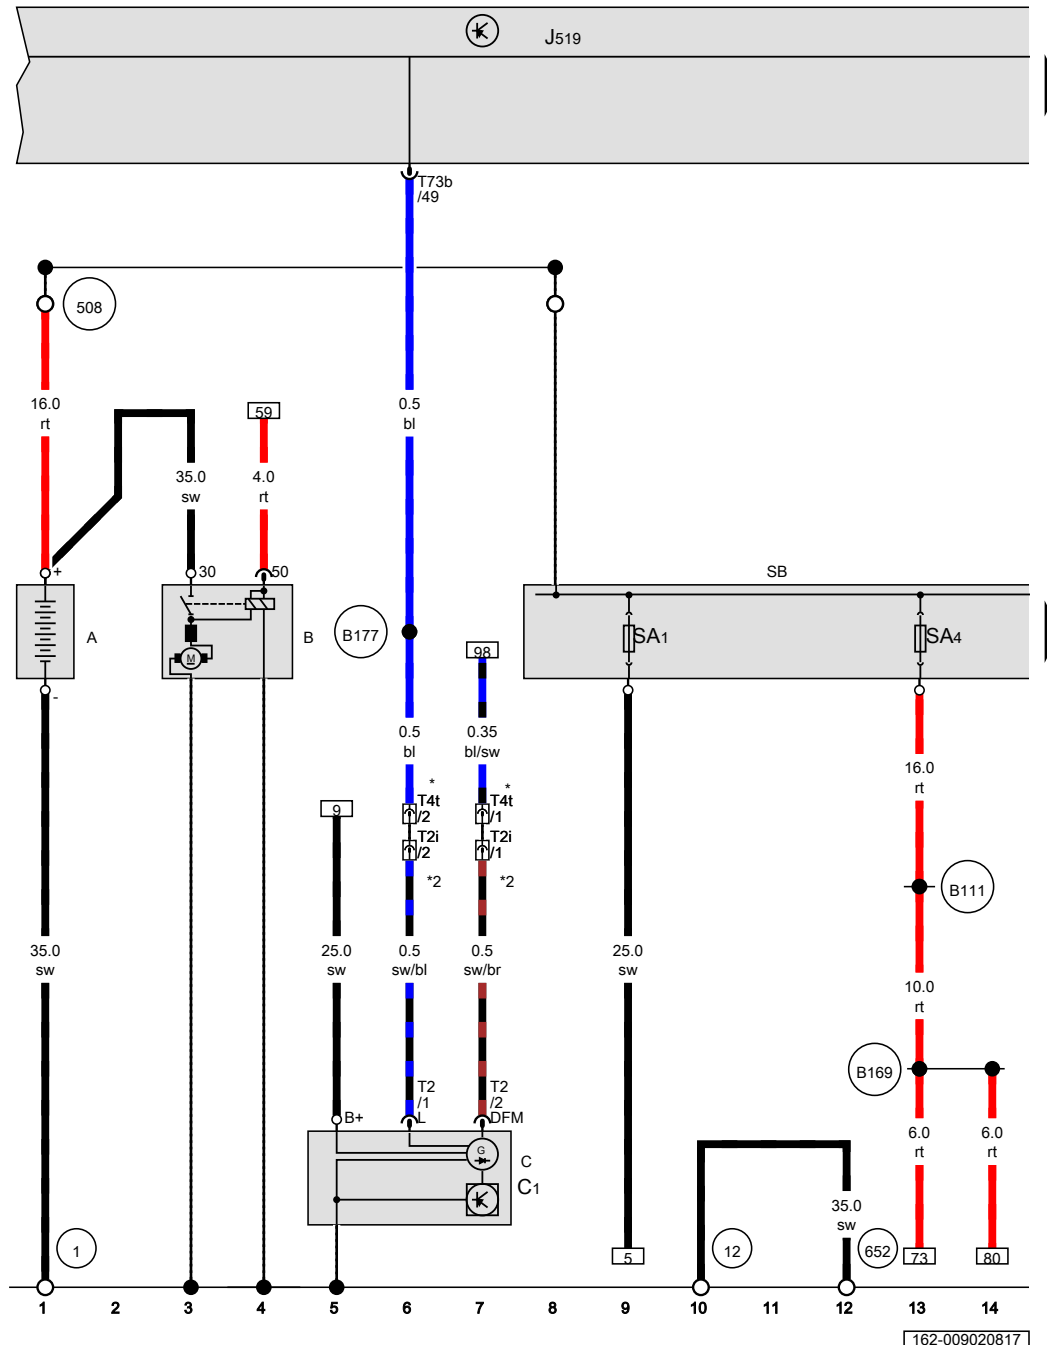 J519
T73b
/49
508
16.0
rt
59
0.5
bl
35.0
sw
4.0
rt
+
30
50
SB
A
B
B177
SA1
SA4
M
98
-
0.5
bl
0.35
bl/sw
16.0
rt
*
*
T4t
/2
T4t
/1
9
T2i
/2
T2i
/1
*2
*2
B111
35.0
sw
25.0
sw
0.5
sw/bl
0.5
sw/br
25.0
sw
10.0
rt
B169
T2
/1
T2
/2
B+
L
DFM
6.0
rt
6.0
rt
G
C
C1
35.0
sw
1
5
12
652
73
80
1 2 3 4 5 6 7 8 9 10 11 12 13 14
162-009020817